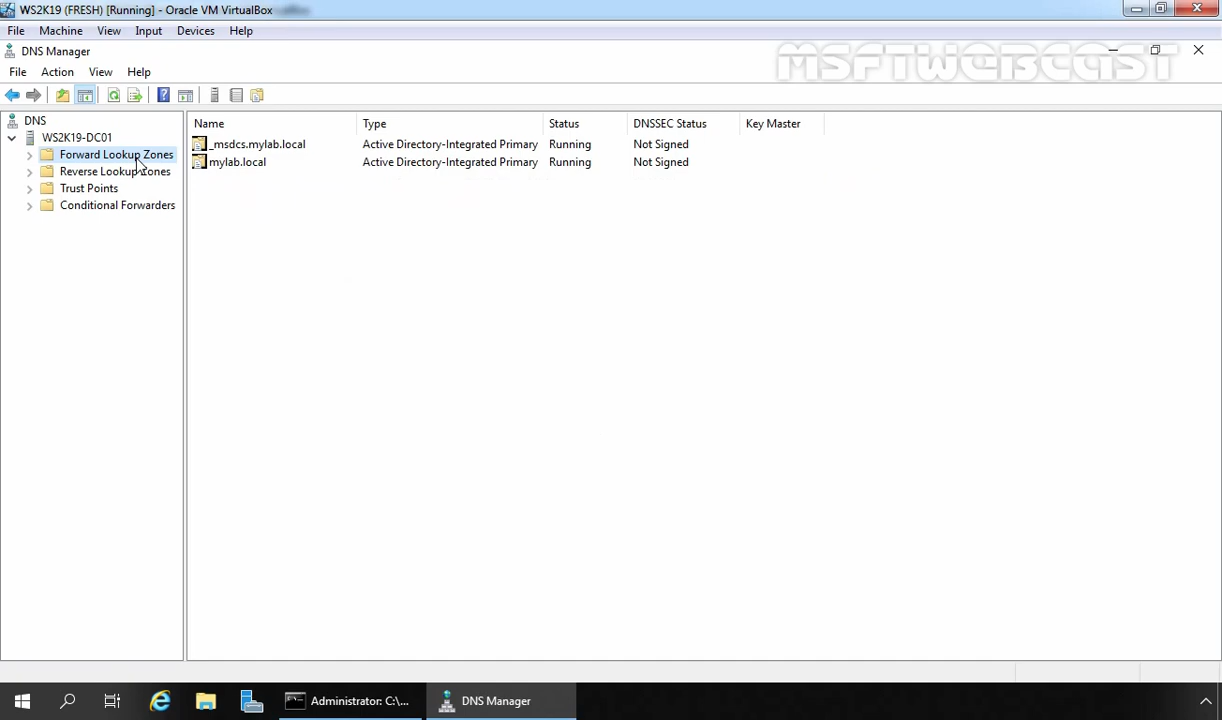 WS2K19 (FRESH) [Running] - Oracle VM VirtualBox
File Machine View Input Devices Help
DNS Manager
MSFTWEBCAST
File Action View Help
DNS
WS2K19-DC01
Forward Lookup Zones
Reverse Lookup Zones
Trust Points
Conditional Forwarders
Name Type Status DNSSEC Status Key Master
_msdcs.mylab.local Active Directory-Integrated Primary Running Not Signed
mylab.local Active Directory-Integrated Primary Running Not Signed
Administrator: C:\... DNS Manager